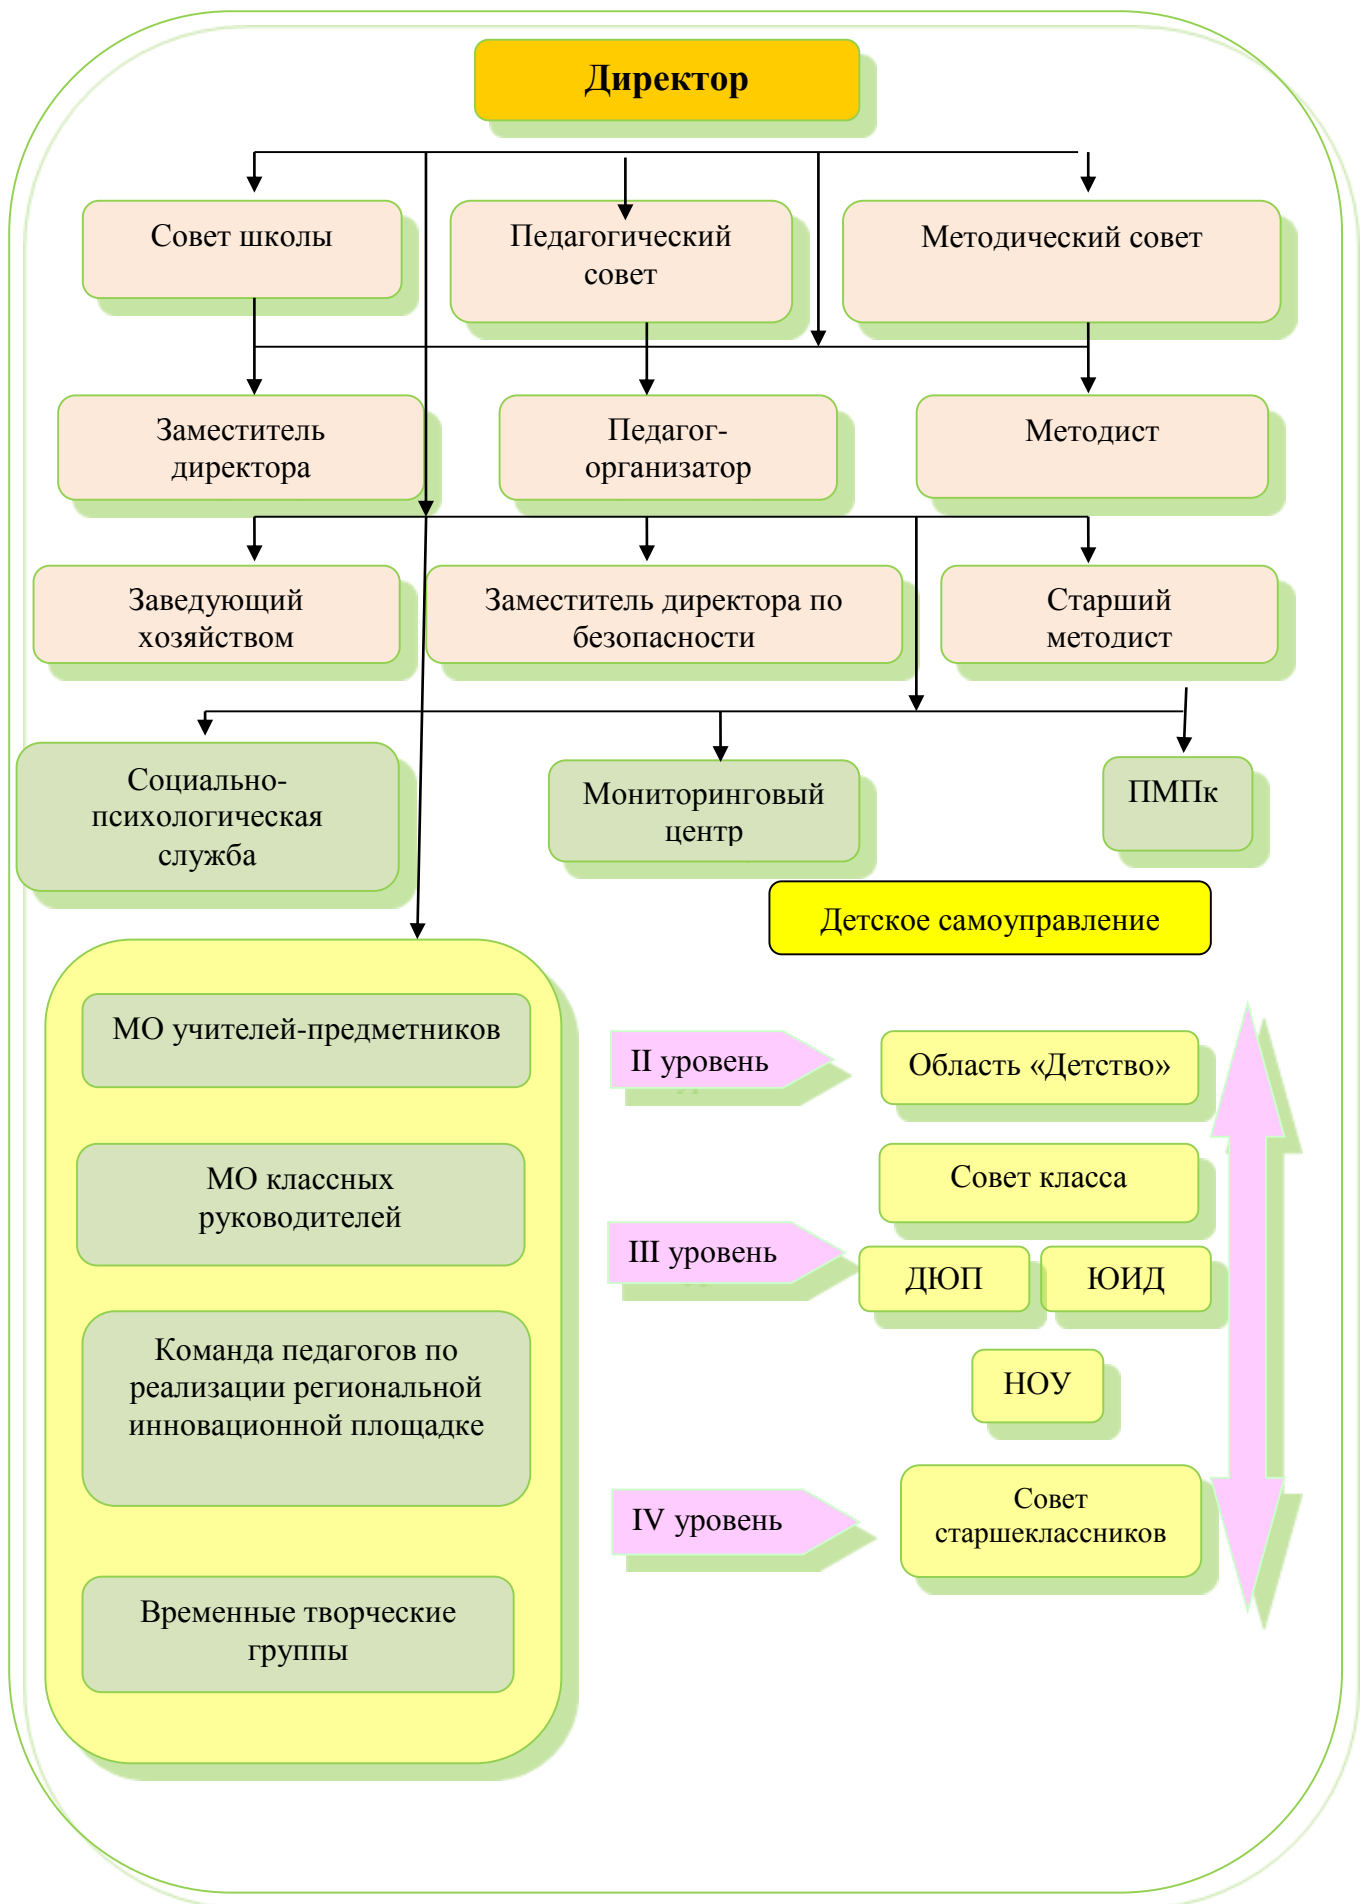 Директор
Совет школы
Педагогический
совет
Методический совет
Заместитель
директора
Педагог-
организатор
Методист
Заведующий
хозяйством
Заместитель директора по
безопасности
Старший
методист
Социально-
психологическая
служба
Мониторинговый
центр
ПМПк
Детское самоуправление
МО учителей-предметников
МО классных
руководителей
Команда педагогов по
реализации региональной
инновационной площадке
Временные творческие
группы
II уровень
Область «Детство»
Совет класса
III уровень
ДЮП
ЮИД
НОУ
IV уровень
Совет
старшеклассников